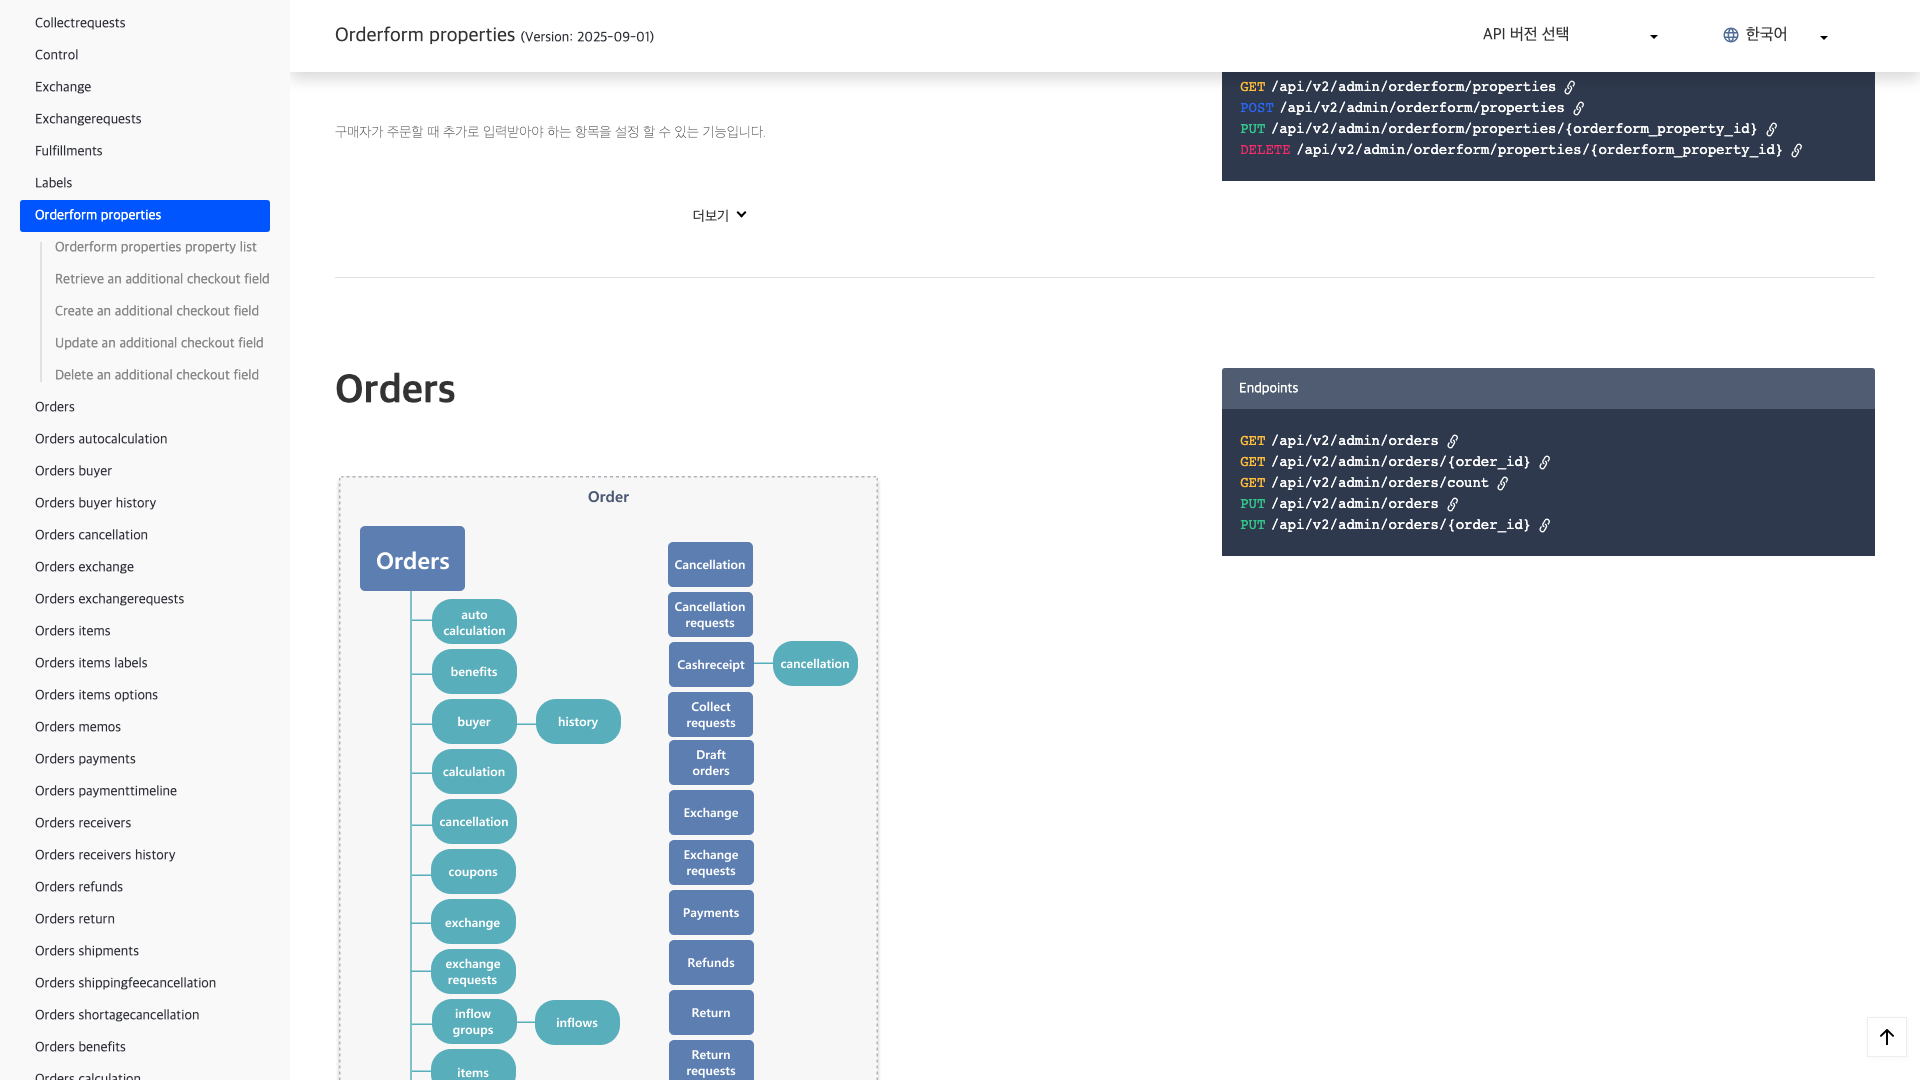 Collectrequests
Control
Exchange
Exchangerequests
Fulfillments
Labels
Orderform properties
Orderform properties property list
Retrieve an additional checkout field
Create an additional checkout field
Update an additional checkout field
Delete an additional checkout field
Orders
Orders autocalculation
Orders buyer
Orders buyer history
Orders cancellation
Orders exchange
Orders exchangerequests
Orders items
Orders items labels
Orders items options
Orders memos
Orders payments
Orders paymenttimeline
Orders receivers
Orders receivers history
Orders refunds
Orders return
Orders shipments
Orders shippingfeecancellation
Orders shortagecancellation
Orders benefits
Orders calculation
Orderform properties (Version: 2025-09-01)
API 버전 선택
한국어
구매자가 주문할 때 추가로 입력받아야 하는 항목을 설정 할 수 있는 기능입니다.
더보기
GET /api/v2/admin/orderform/properties
POST /api/v2/admin/orderform/properties
PUT /api/v2/admin/orderform/properties/{orderform_property_id}
DELETE /api/v2/admin/orderform/properties/{orderform_property_id}
Orders
Order
Orders
auto
calculation
benefits
buyer
history
calculation
cancellation
coupons
exchange
exchange
requests
inflow
groups
inflows
items
Cancellation
Cancellation
requests
Cashreceipt
cancellation
Collect
requests
Draft
orders
Exchange
Exchange
requests
Payments
Refunds
Return
Return
requests
Endpoints
GET /api/v2/admin/orders
GET /api/v2/admin/orders/{order_id}
GET /api/v2/admin/orders/count
PUT /api/v2/admin/orders
PUT /api/v2/admin/orders/{order_id}